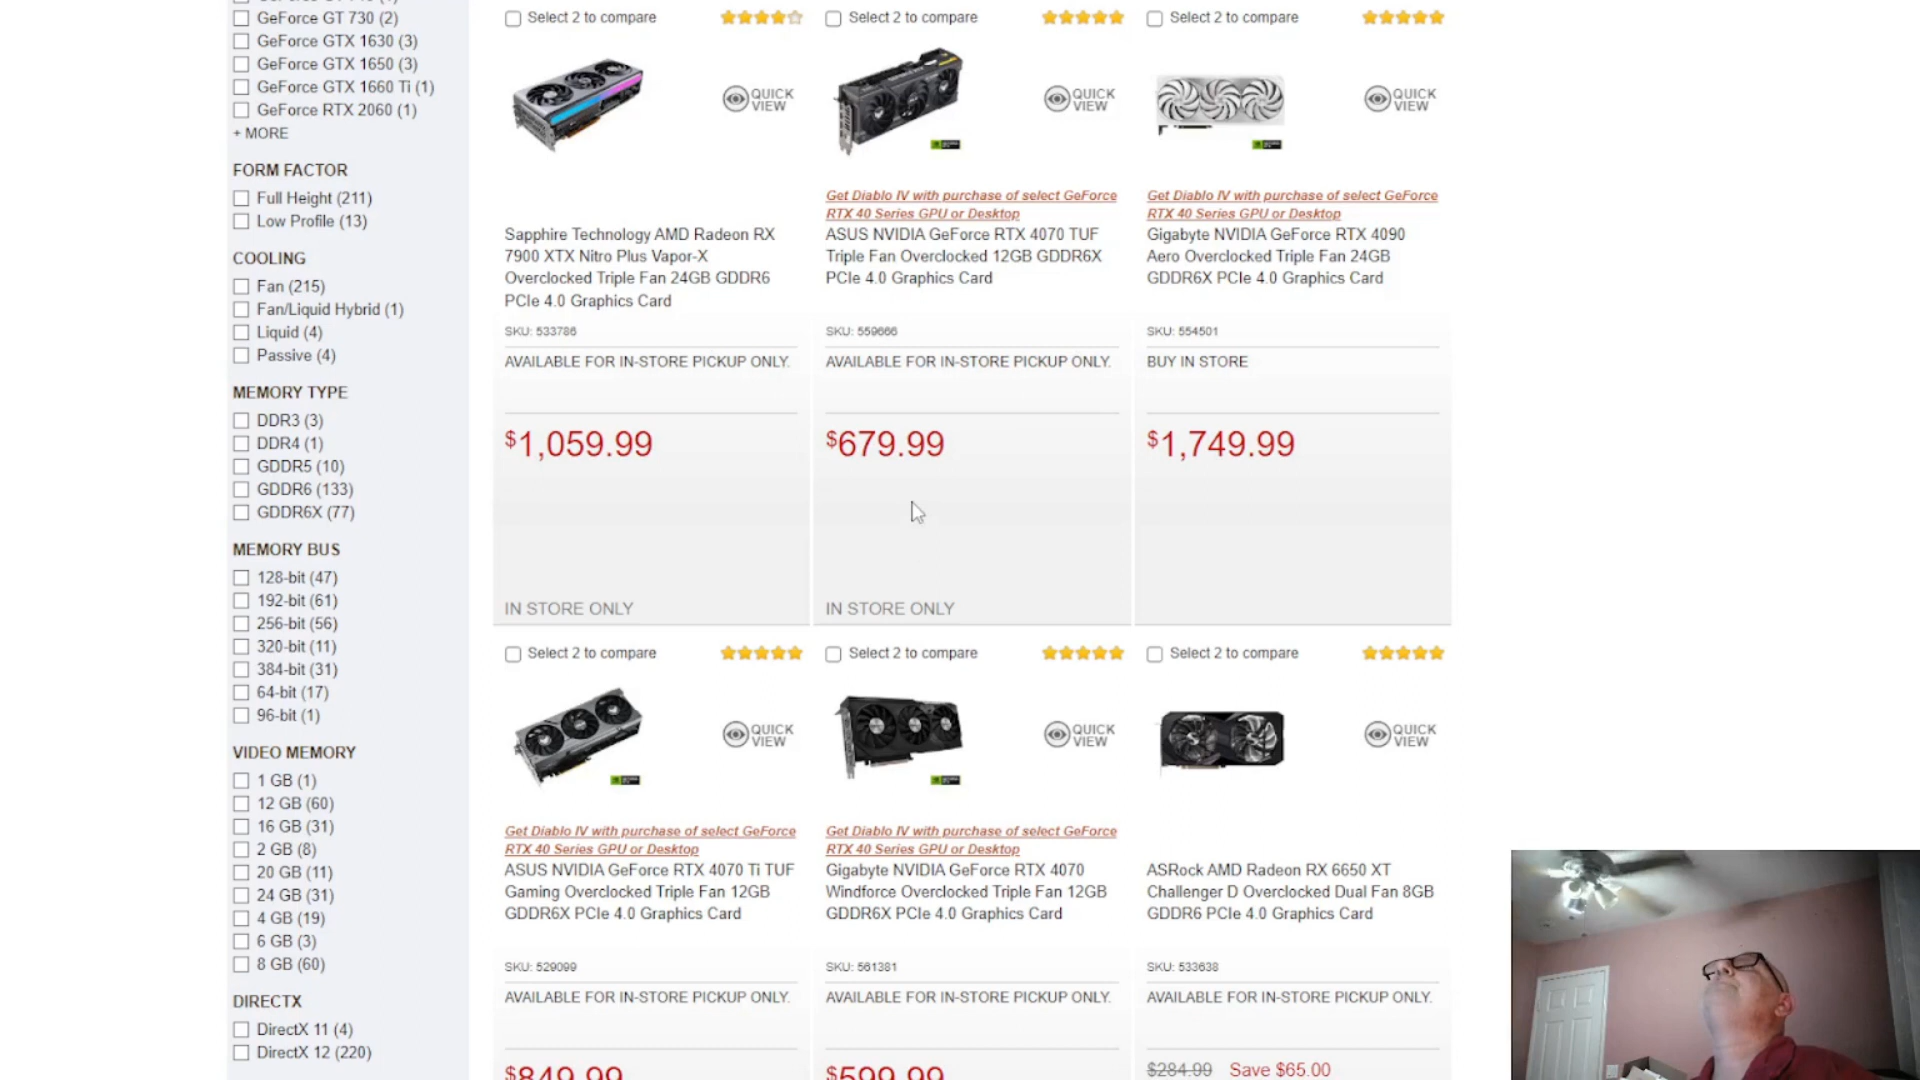 GeForce GT 730 (2)
GeForce GTX 1630 (3)
GeForce GTX 1650 (3)
GeForce GTX 1660 Ti (1)
GeForce RTX 2060 (1)
+ MORE
FORM FACTOR
Full Height (211)
Low Profile (13)
COOLING
Fan (215)
Fan/Liquid Hybrid (1)
Liquid (4)
Passive (4)
MEMORY TYPE
DDR3 (3)
DDR4 (1)
GDDR5 (10)
GDDR6 (133)
GDDR6X (77)
MEMORY BUS
128-bit (47)
192-bit (61)
256-bit (56)
320-bit (11)
384-bit (31)
64-bit (17)
96-bit (1)
VIDEO MEMORY
1 GB (1)
12 GB (60)
16 GB (31)
2 GB (8)
20 GB (11)
24 GB (31)
4 GB (19)
6 GB (3)
8 GB (60)
DIRECTX
DirectX 11 (4)
DirectX 12 (220)
Select 2 to compare
QUICK
VIEW
Sapphire Technology AMD Radeon RX
7900 XTX Nitro Plus Vapor-X
Overclocked Triple Fan 24GB GDDR6
PCIe 4.0 Graphics Card
SKU: 533786
AVAILABLE FOR IN-STORE PICKUP ONLY.
$1,059.99
IN STORE ONLY
Select 2 to compare
QUICK
VIEW
Get Diablo IV with purchase of select GeForce
RTX 40 Series GPU or Desktop
ASUS NVIDIA GeForce RTX 4070 TUF
Triple Fan Overclocked 12GB GDDR6X
PCIe 4.0 Graphics Card
SKU: 559666
AVAILABLE FOR IN-STORE PICKUP ONLY.
$679.99
IN STORE ONLY
Select 2 to compare
QUICK
VIEW
Get Diablo IV with purchase of select GeForce
RTX 40 Series GPU or Desktop
Gigabyte NVIDIA GeForce RTX 4090
Aero Overclocked Triple Fan 24GB
GDDR6X PCIe 4.0 Graphics Card
SKU: 554501
BUY IN STORE
$1,749.99
Select 2 to compare
QUICK
VIEW
Get Diablo IV with purchase of select GeForce
RTX 40 Series GPU or Desktop
ASUS NVIDIA GeForce RTX 4070 Ti TUF
Gaming Overclocked Triple Fan 12GB
GDDR6X PCIe 4.0 Graphics Card
SKU: 529099
AVAILABLE FOR IN-STORE PICKUP ONLY.
$849.99
Select 2 to compare
QUICK
VIEW
Get Diablo IV with purchase of select GeForce
RTX 40 Series GPU or Desktop
Gigabyte NVIDIA GeForce RTX 4070
Windforce Overclocked Triple Fan 12GB
GDDR6X PCIe 4.0 Graphics Card
SKU: 561381
AVAILABLE FOR IN-STORE PICKUP ONLY.
$599.99
Select 2 to compare
QUICK
VIEW
ASRock AMD Radeon RX 6650 XT
Challenger D Overclocked Dual Fan 8GB
GDDR6 PCIe 4.0 Graphics Card
SKU: 533638
AVAILABLE FOR IN-STORE PICKUP ONLY.
$284.99 Save $65.00